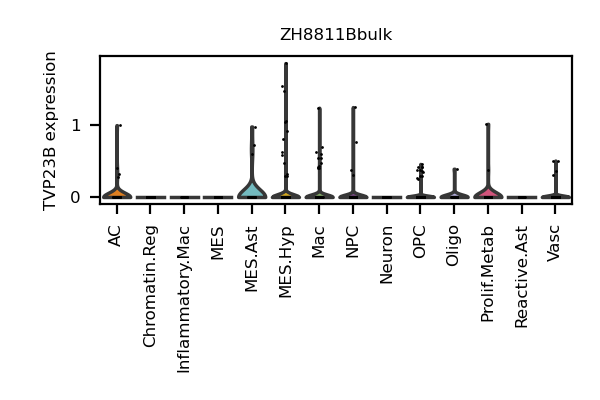 ZH8811Bbulk
TVP23B expression
1
0
AC
Chromatin.Reg
Inflammatory.Mac
MES
MES.Ast
MES.Hyp
Mac
NPC
Neuron
OPC
Oligo
Prolif.Metab
Reactive.Ast
Vasc